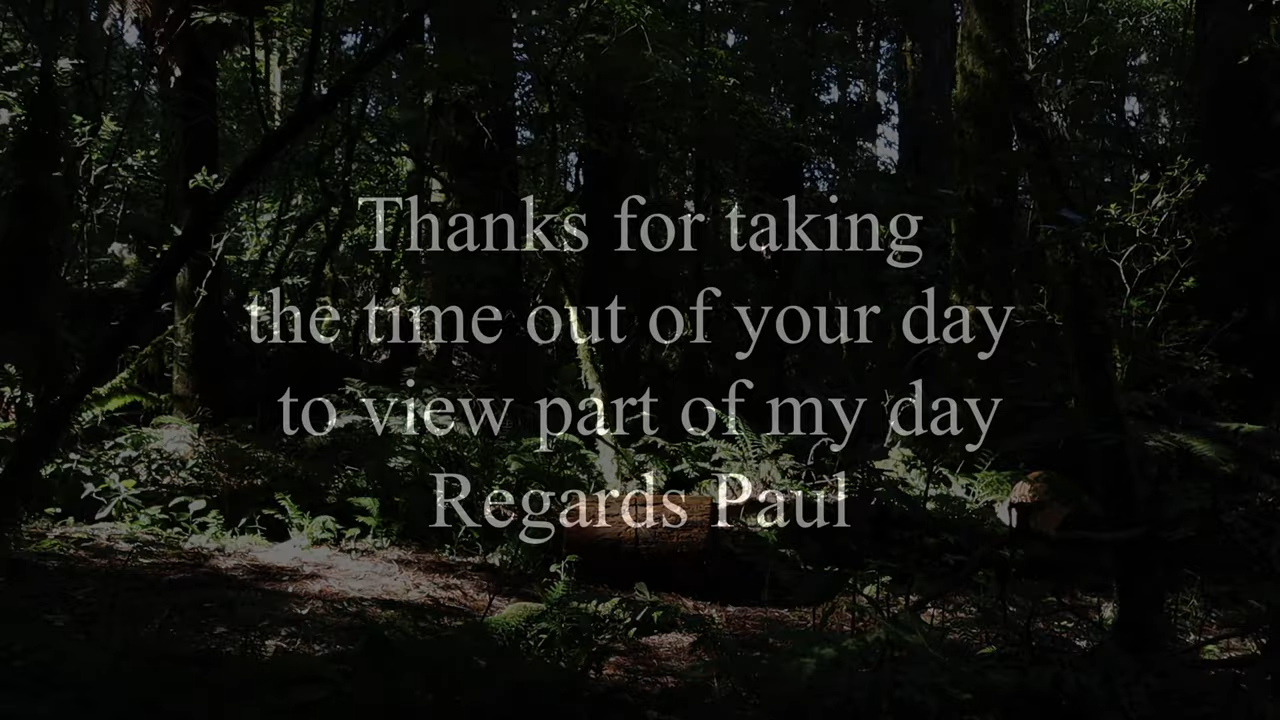 Thanks for taking
the time out of your day
to view part of my day
Regards Paul